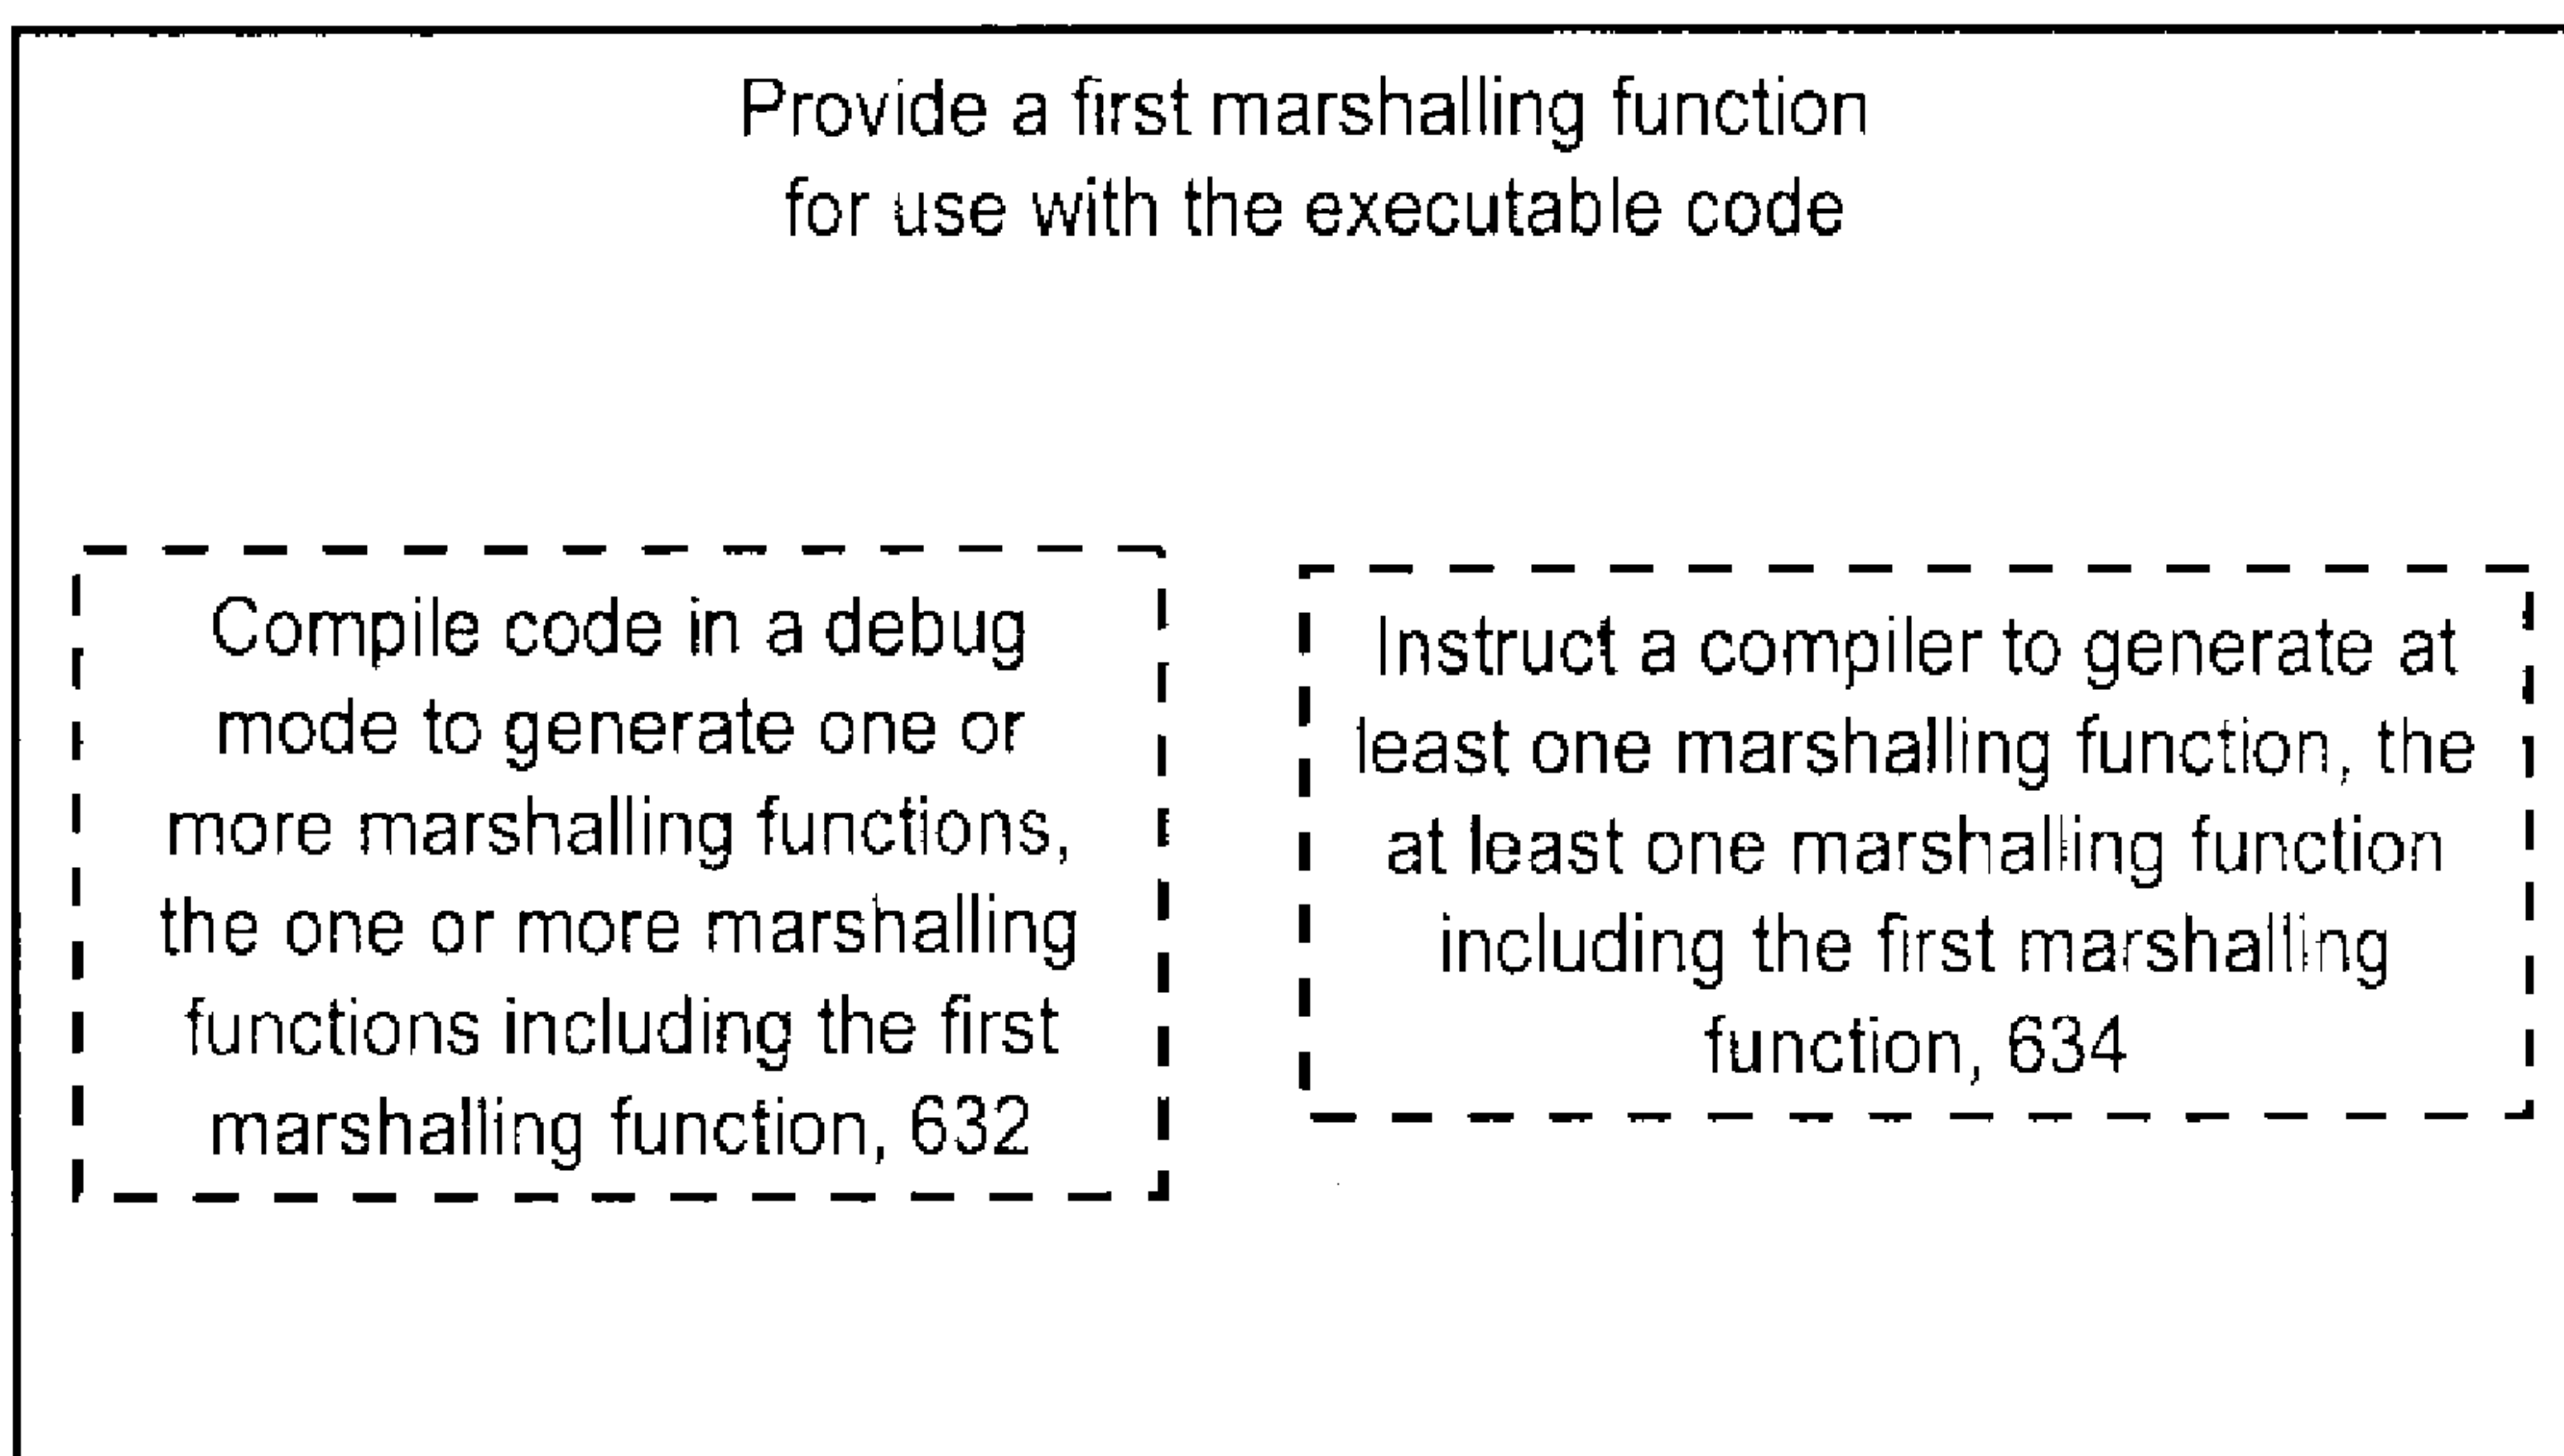 Provide a first marshalling function
for use with the executable code
Compile code in a debug
mode to generate one or
more marshalling functions,
the one or more marshalling
functions including the first
marshalling function, 632
Instruct a compiler to generate at
least one marshalling function, the
at least one marshalling function
including the first marshalling
function, 634